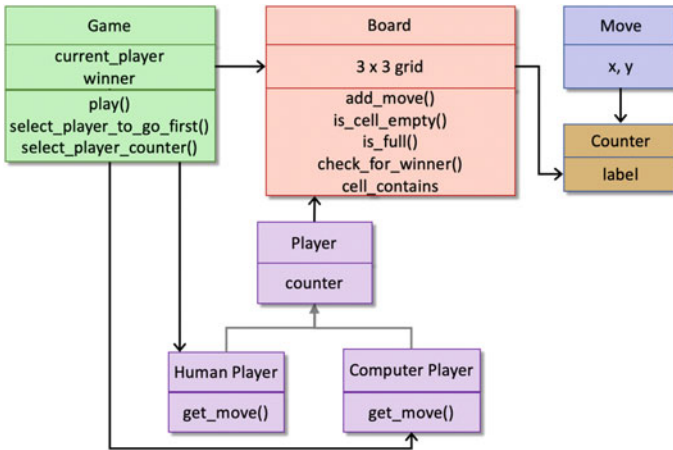 Game
current_player
winner
play()
select_player_to_go_first()
select_player_counter()
Board
3 x 3 grid
add_move()
is_cell_empty()
is_full()
check_for_winner()
cell_contains
Move
x, y
Counter
label
Player
counter
Human Player
get_move()
Computer Player
get_move()